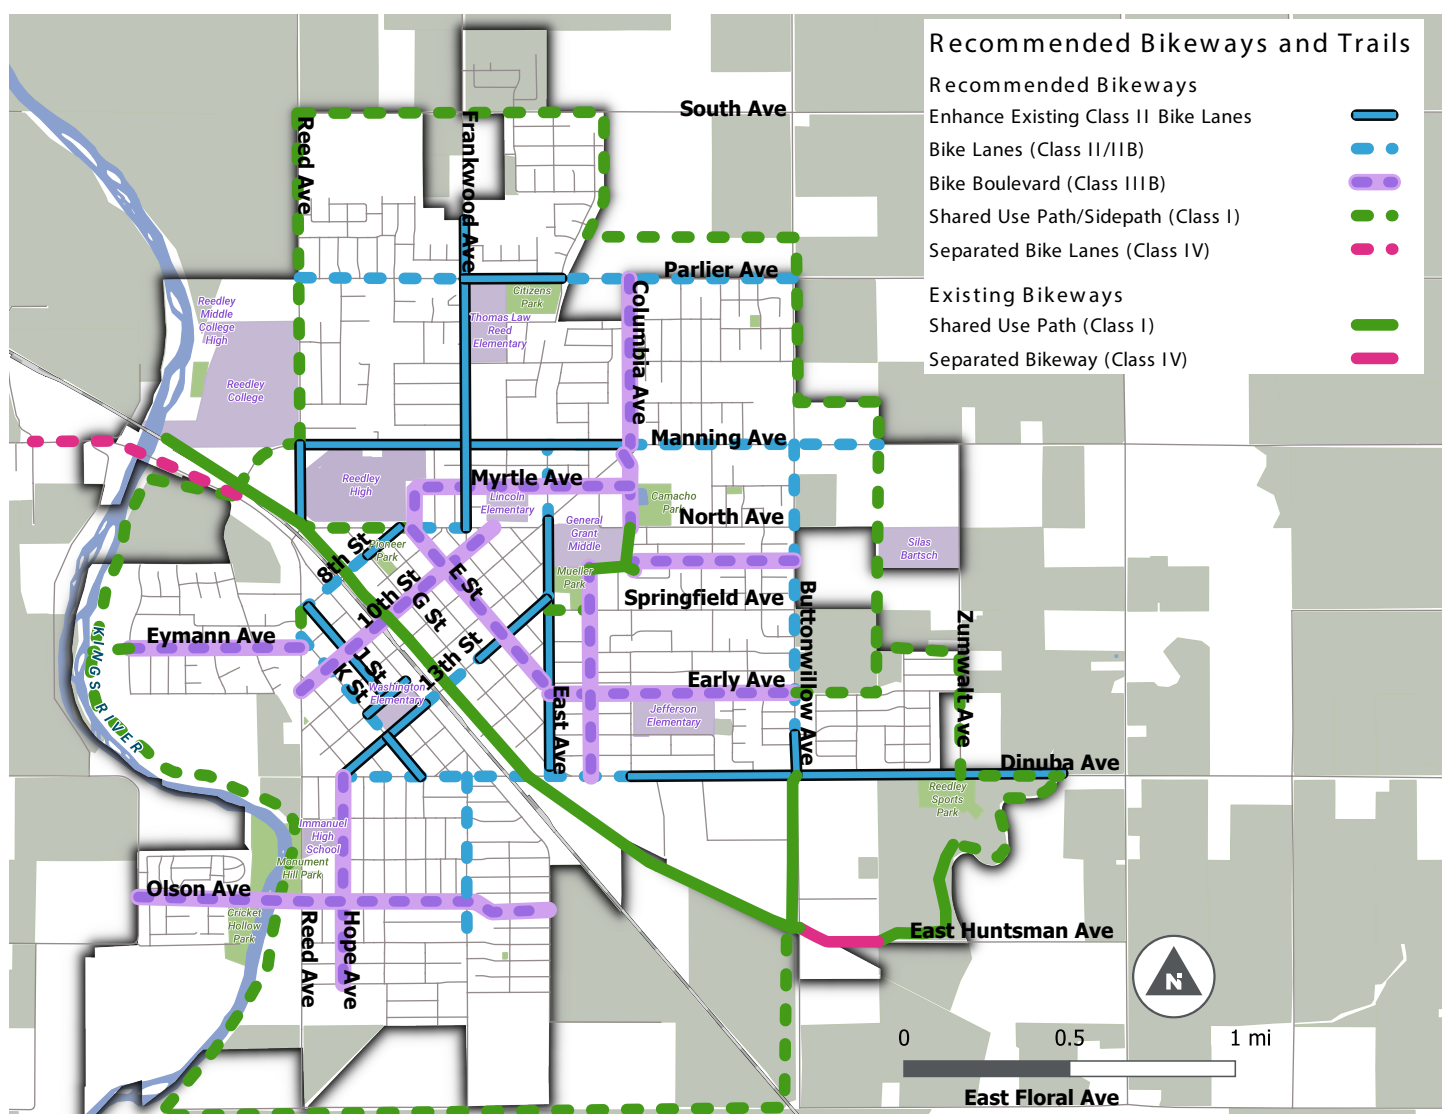 Recommended Bikeways and Trails
Recommended Bikeways
Enhance Existing Class II Bike Lanes
Bike Lanes (Class II/IIB)
Bike Boulevard (Class IIIB)
Shared Use Path/Sidepath (Class I)
Separated Bike Lanes (Class IV)
Existing Bikeways
Shared Use Path (Class I)
Separated Bikeway (Class IV)
South Ave
Reed Ave
Frankwood Ave
Parlier Ave
Reedley
Middle
College
High
Citizens
Park
Thomas Law
Reed
Elementary
Columbia Ave
Reedley
College
Manning Ave
Reedley
High
Myrtle Ave
Lincoln
Elementary
Camacho
Park
North Ave
General
Grant
Middle
8th St
Pioneer
Park
Silas
Bartsch
E St
10th St
G St
Mueller
Park
Springfield Ave
Buttonwillow Ave
Zumwalt Ave
Eymann Ave
KINGS RIVER
J St
K St
13th St
Washington
Elementary
Early Ave
East Ave
Jefferson
Elementary
Dinuba Ave
Reedley
Sports
Park
Immanuel
High
School
Monument
Hill Park
Olson Ave
Cricket
Hollow
Park
Reed Ave
Hope Ave
East Huntsman Ave
N
0 0.5 1 mi
East Floral Ave